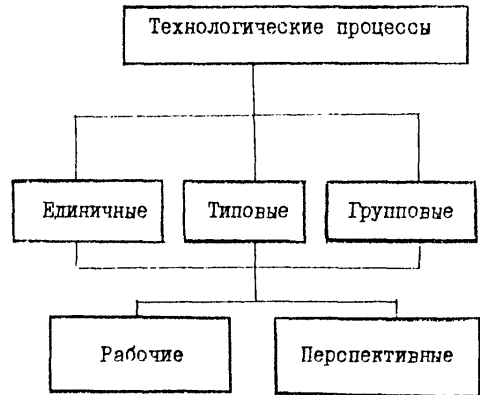 Технологические процессы
Единичные Типовые Групповые
Рабочие Перспективные